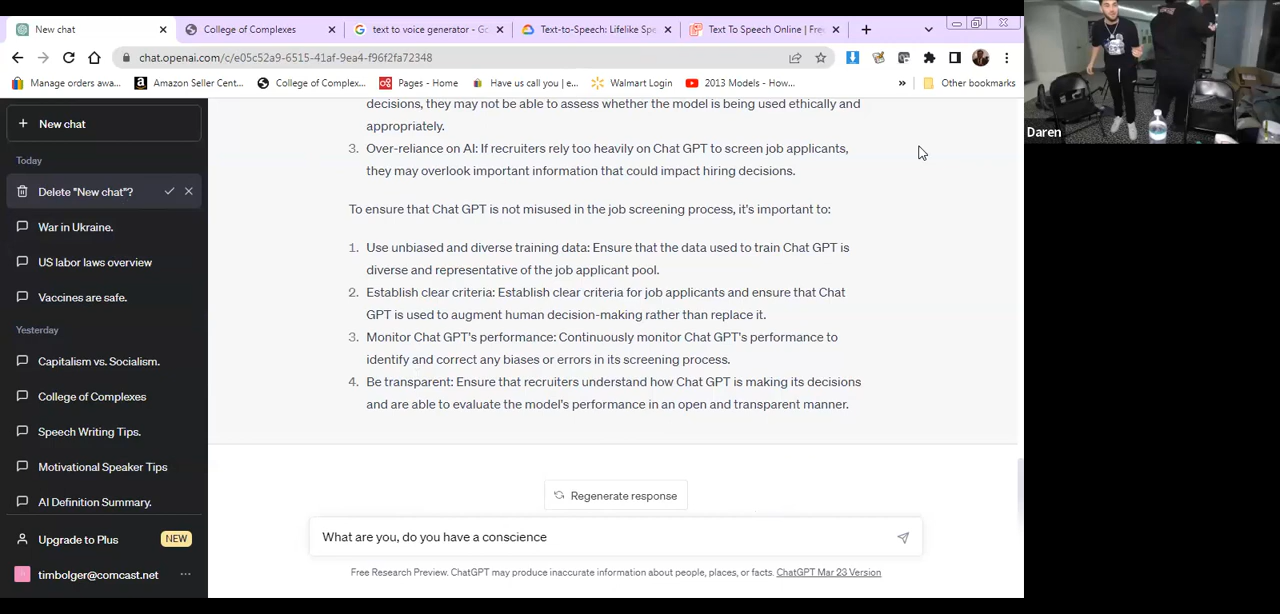 New chat
College of Complexes
text to voice generator - Go
Text-to-Speech: Lifelike Spe
Text To Speech Online | Free
chat.openai.com/c/e05c52a9-6515-41af-9ea4-f96f2fa72348
Manage orders awa...
Amazon Seller Cent...
College of Complex...
Pages - Home
Have us call you | e...
Walmart Login
2013 Models - How...
»
Other bookmarks
Daren
+ New chat
Today
Delete "New chat"?
War in Ukraine.
US labor laws overview
Vaccines are safe.
Yesterday
Capitalism vs. Socialism.
College of Complexes
Speech Writing Tips.
Motivational Speaker Tips
AI Definition Summary.
Upgrade to Plus NEW
timbolger@comcast.net ...
decisions, they may not be able to assess whether the model is being used ethically and
appropriately.
3. Over-reliance on AI: If recruiters rely too heavily on Chat GPT to screen job applicants,
they may overlook important information that could impact hiring decisions.
To ensure that Chat GPT is not misused in the job screening process, it's important to:
1. Use unbiased and diverse training data: Ensure that the data used to train Chat GPT is
diverse and representative of the job applicant pool.
2. Establish clear criteria: Establish clear criteria for job applicants and ensure that Chat
GPT is used to augment human decision-making rather than replace it.
3. Monitor Chat GPT's performance: Continuously monitor Chat GPT's performance to
identify and correct any biases or errors in its screening process.
4. Be transparent: Ensure that recruiters understand how Chat GPT is making its decisions
and are able to evaluate the model's performance in an open and transparent manner.
Regenerate response
What are you, do you have a conscience
Free Research Preview. ChatGPT may produce inaccurate information about people, places, or facts. ChatGPT Mar 23 Version